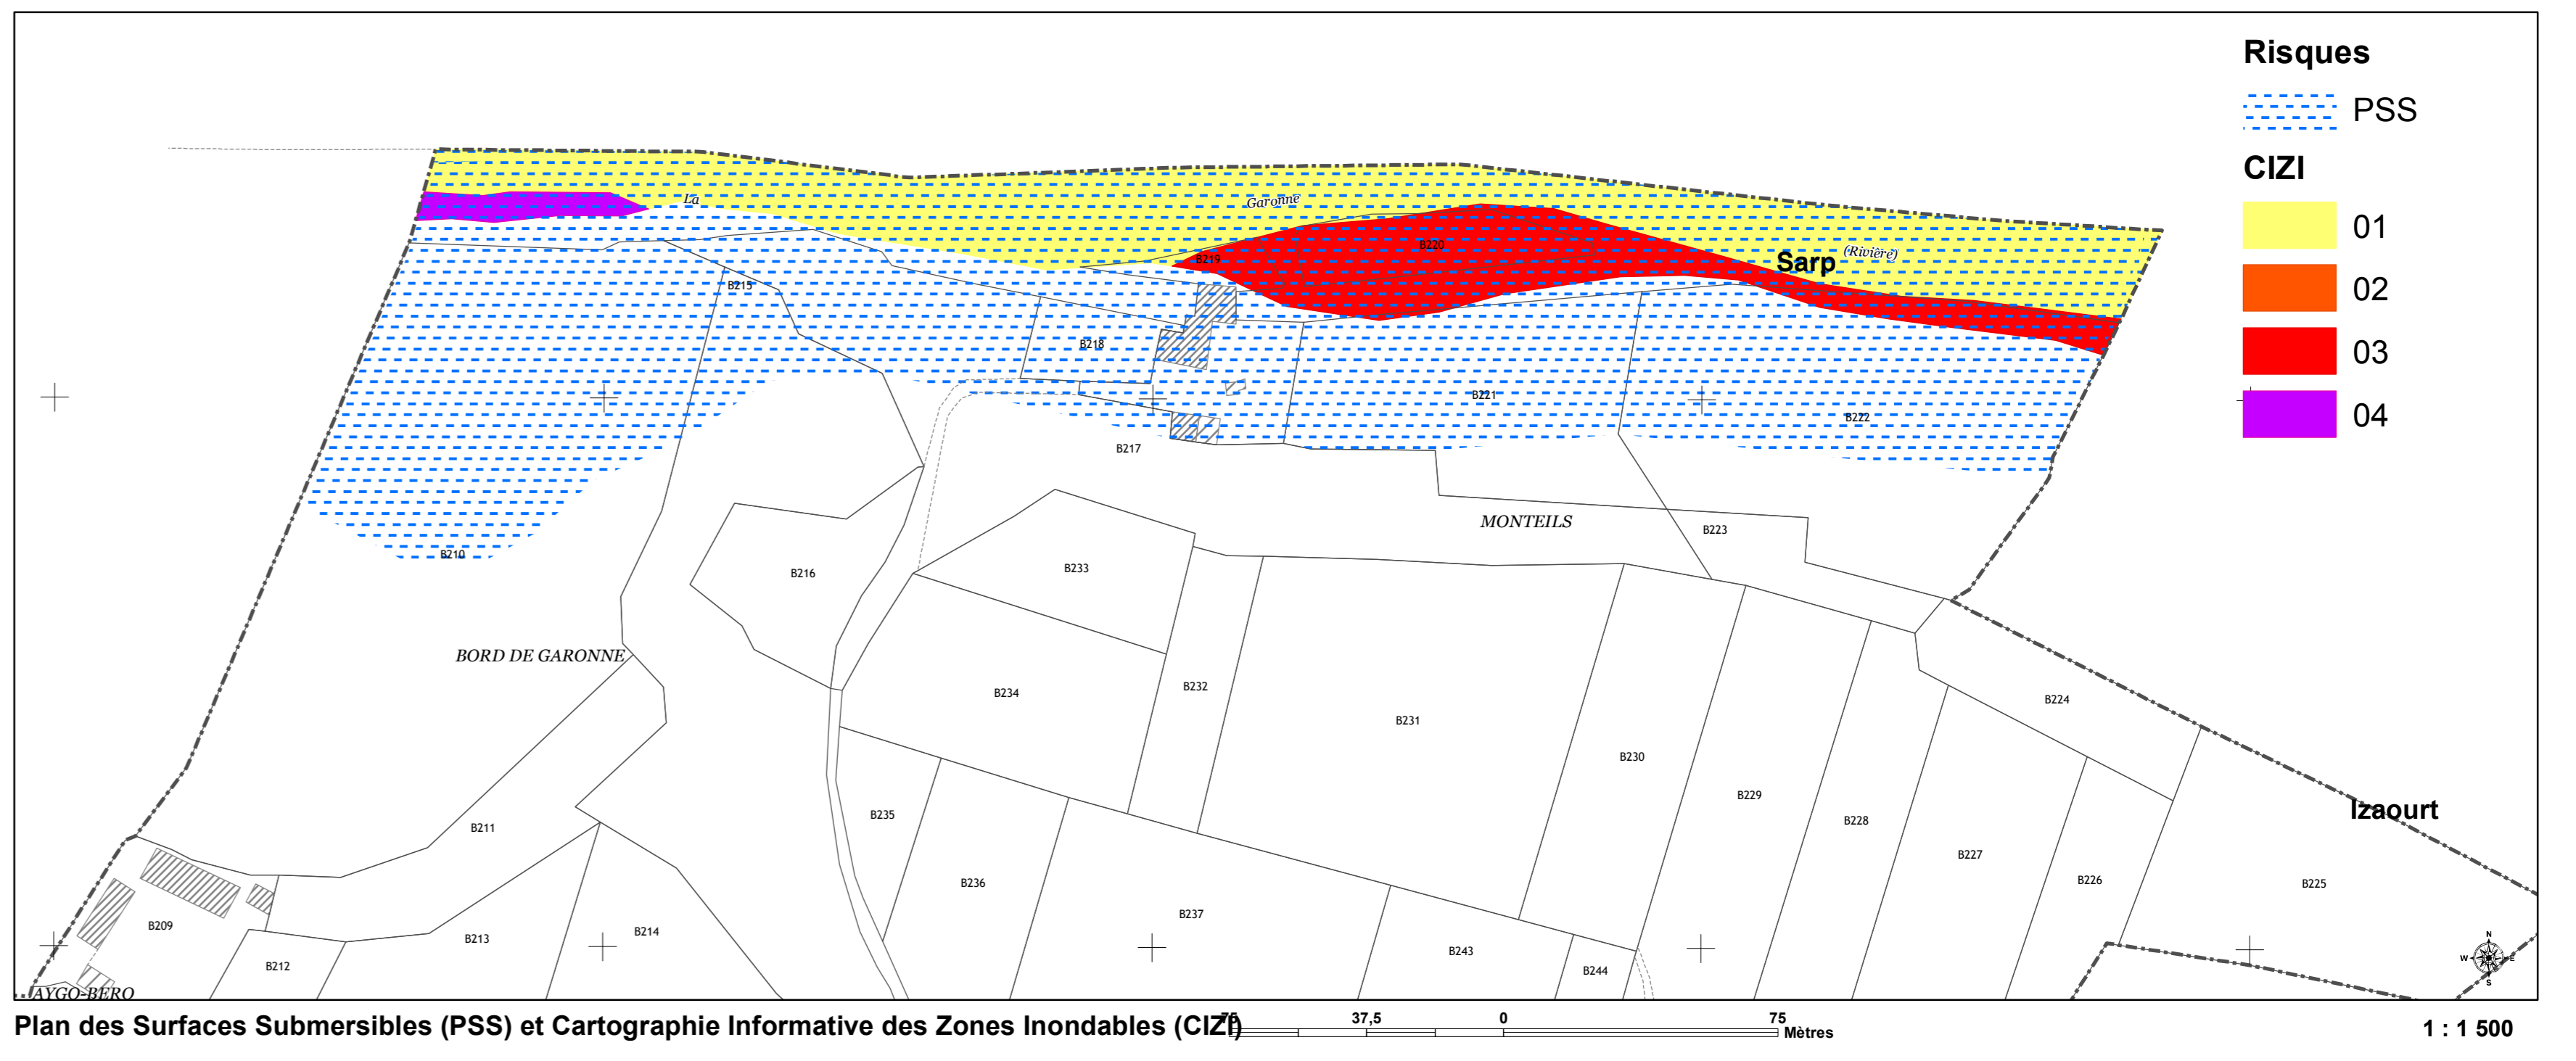 Risques
PSS
CIZI
01
02
03
04
La
Garonne
(Rivière)
Sarp
B219
B220
B215
B218
B221
B222
B217
MONTEILS
B223
B210
B216
B233
BORD DE GARONNE
B234
B232
B231
B224
B230
B229
B228
Izaourt
B211
B235
B227
B236
B226
B225
B209
B237
B213
B214
B243
B212
B244
N
W
E
S
AYGO-BERO
Plan des Surfaces Submersibles (PSS) et Cartographie Informative des Zones Inondables (CIZI)
75 37,5 0 75
Mètres
1 : 1 500